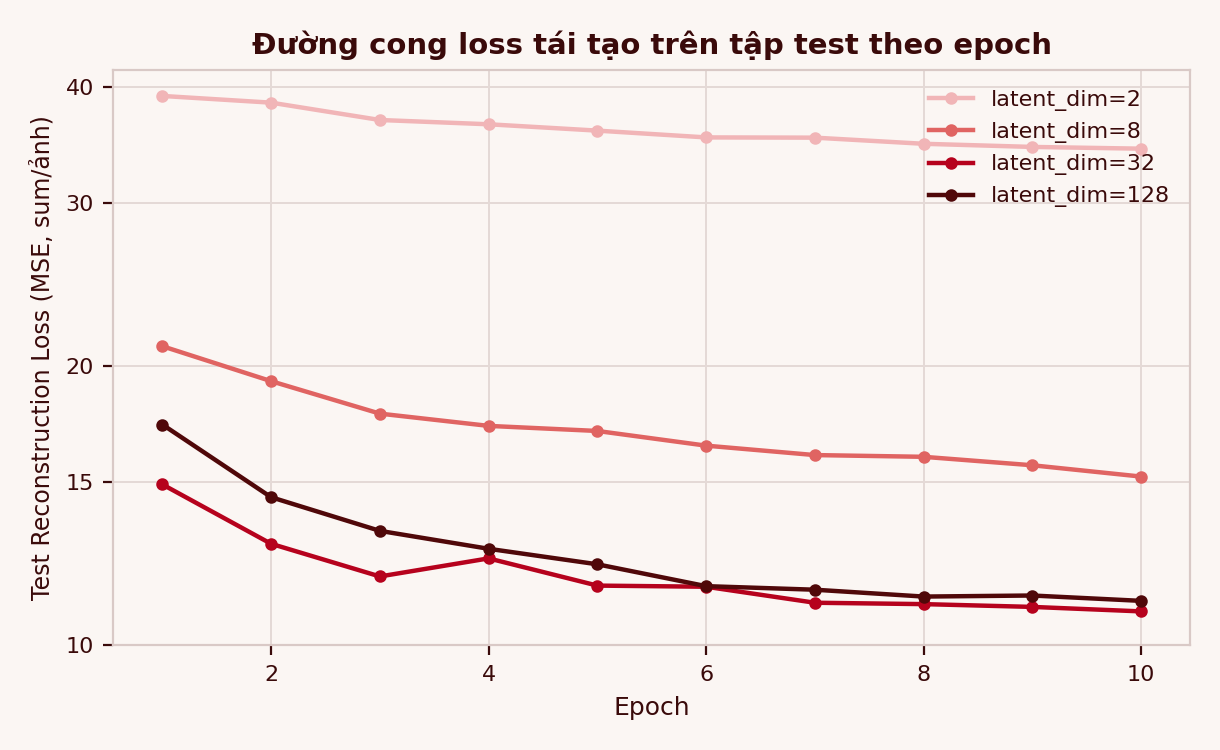 Đường cong loss tái tạo trên tập test theo epoch
Test Reconstruction Loss (MSE, sum/ảnh)
40
30
20
15
10
latent_dim=2
latent_dim=8
latent_dim=32
latent_dim=128
2 4 6 8 10
Epoch